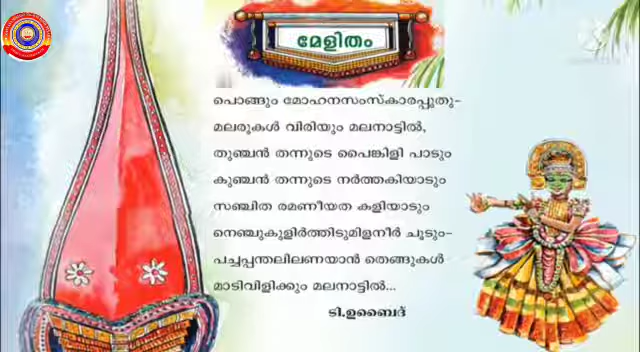 മേളിതം
പൊങ്ങും മോഹനസംസ്കാരപ്പുതു-
മലരുകൾ വിരിയും മലനാട്ടിൽ,
തുഞ്ചൻ തന്നുടെ പൈങ്കിളി പാടും
കുഞ്ചൻ തന്നുടെ നർത്തകിയാടും
സഞ്ചിത രമണീയത കളിയാടും
നെഞ്ചുകുളിർത്തിടുമിളനീർ ചൂടും-
പച്ചപ്പന്തലിലണയാൻ തെങ്ങുകൾ
മാടിവിളിക്കും മലനാട്ടിൽ...
ടി.ഉബൈദ്